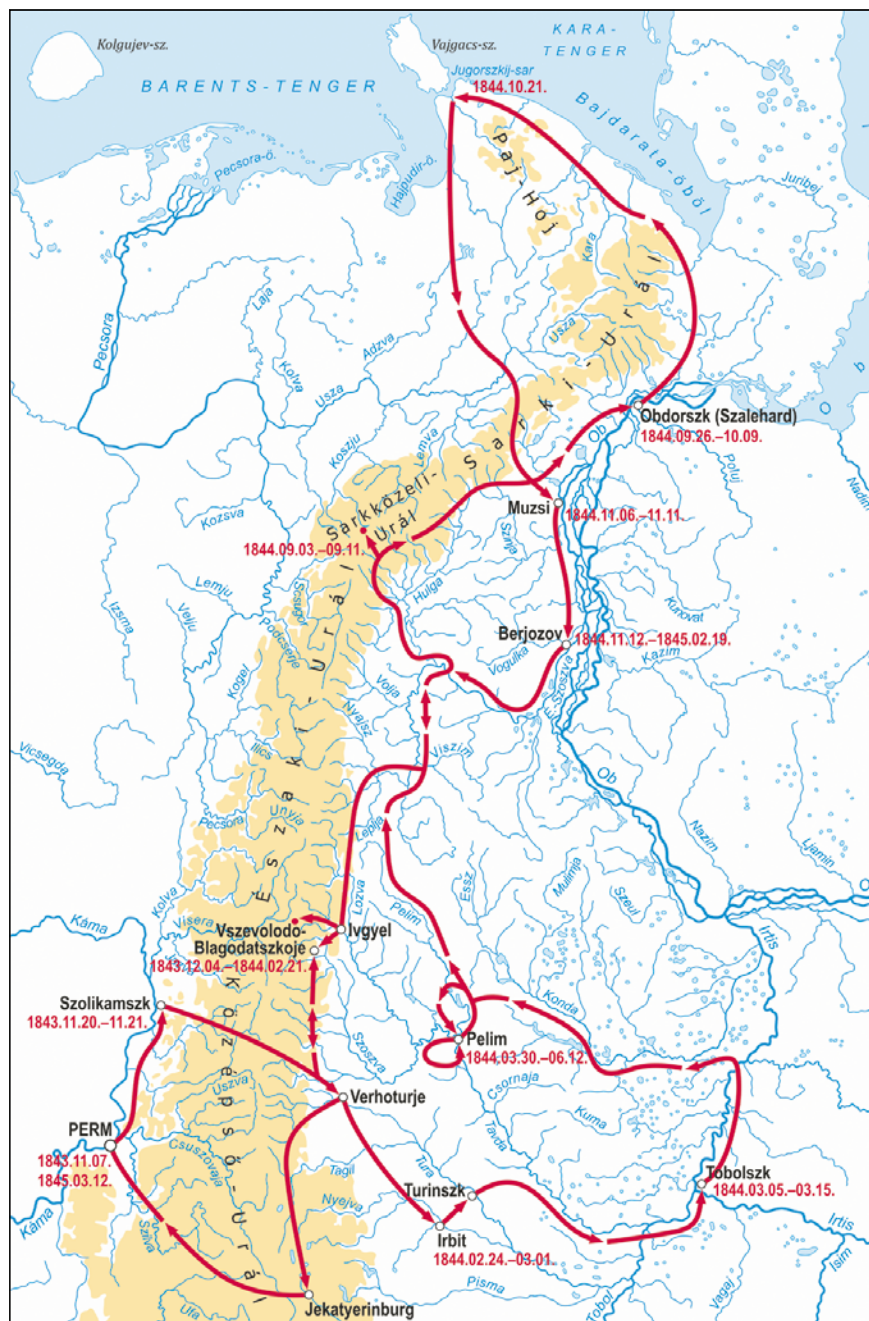 Kolgujev-sz.
Vajgacs-sz.
KARA-
TENGER
BARENTS-TENGER
Jugorszkij-sar
1844.10.21.
Bajdarata-öböl
Paj-Hoj
Pecsora-ö.
Hajpudir-ö.
Juribej
Kara
Pecsora
Laja
Adzva
Kolva
Usza
Usza
Sarki-Urál
Ob
Obdorszk (Szalehard)
1844.09.26.–10.09.
Ob
Poluj
Nadim
Koszju
Lemva
Kozsva
Sarkközeli-
Urál
Muzsi
1844.11.06.–11.11.
1844.09.03.–09.11.
Szinja
Izsma
Lemju
Velju
Scsugor
Podcserje
Hulga
Kogel
Kunovat
Berjozov
1844.11.12.–1845.02.19.
Kazim
Vogulka
É. Szoszva
Volja
Nyajsz
Vicsegda
Ilics
Viszim
Ob
Pecsora
Unyja
Északi-Urál
Leplja
Nazim
Ljamin
Kolva
Lozva
Pelim
Essz
Mulimja
Szeul
O
Káma
Visera
Vszevolodo-
Blagodatszkoje
Ivgyel
1843.12.04.–1844.02.21.
Irtis
Szolikamszk
1843.11.20.–11.21.
Konda
Szoszva
Pelim
1844.03.30.–06.12.
Középső-Urál
Uszva
Verhoturje
Csornaja
Kuma
PERM
1843.11.07.
1845.03.12.
Csuszovaja
Tavda
Tura
Tagil
Turinszk
Tobolszk
1844.03.05.–03.15.
Nyejva
Káma
Szilva
Irbit
1844.02.24.–03.01.
Irtis
Isim
Pisma
Jekatyerinburg
Ufa
Tobol
Vagaj